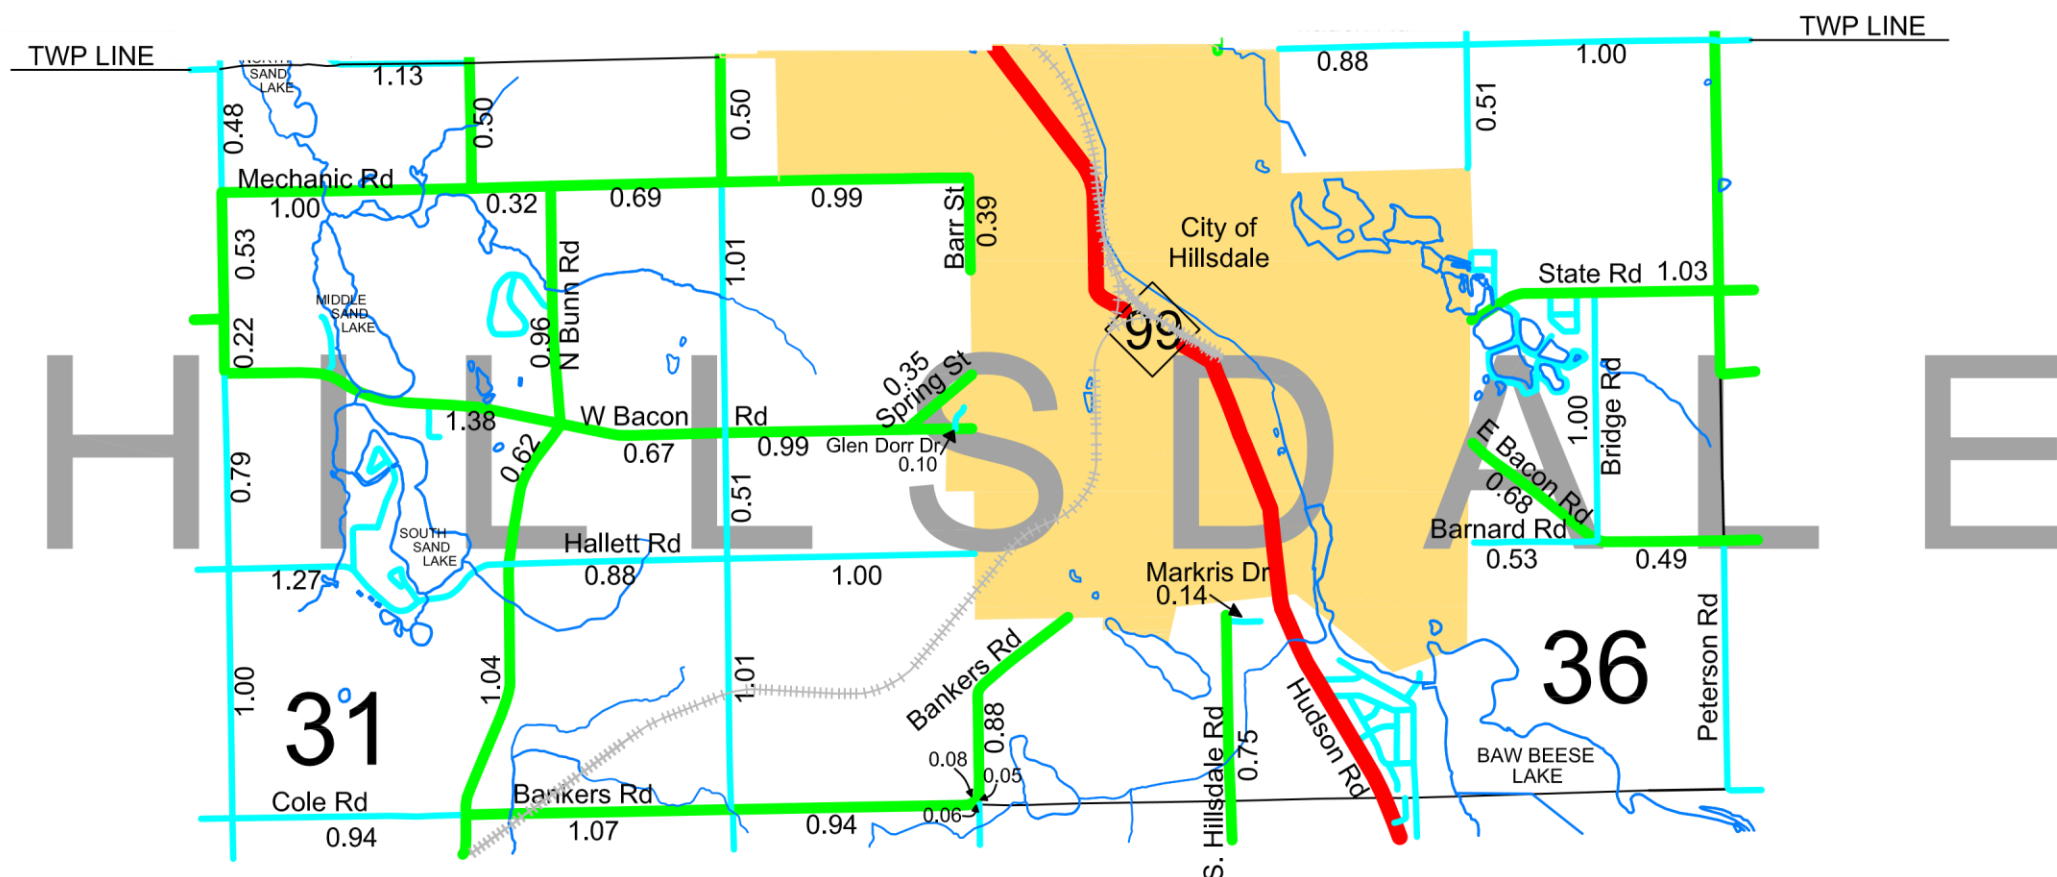 TWP LINE
TWP LINE
NORTH
SAND
LAKE
1.13
0.88
1.00
0.48
0.50
0.50
0.51
Mechanic Rd
1.00
0.32
0.69
0.99
Barr St
0.39
City of
Hillsdale
0.53
N Bunn Rd
1.01
State Rd
1.03
MIDDLE
SAND
LAKE
0.22
0.96
99
0.35
Spring St
HILLSDALE
1.38
W Bacon Rd
0.67
0.99
Glen Dorr Dr
0.10
1.00
Bridge Rd
E Bacon Rd
0.68
0.79
0.62
0.51
Barnard Rd
0.53
0.49
SOUTH
SAND
LAKE
Hallett Rd
1.27
0.88
1.00
Markris Dr
0.14
Peterson Rd
1.00
31
1.04
1.01
Bankers Rd
0.88
S. Hillsdale Rd
0.75
Hudson Rd
36
BAW BEESE
LAKE
0.08
0.05
0.06
Cole Rd
0.94
Bankers Rd
1.07
0.94